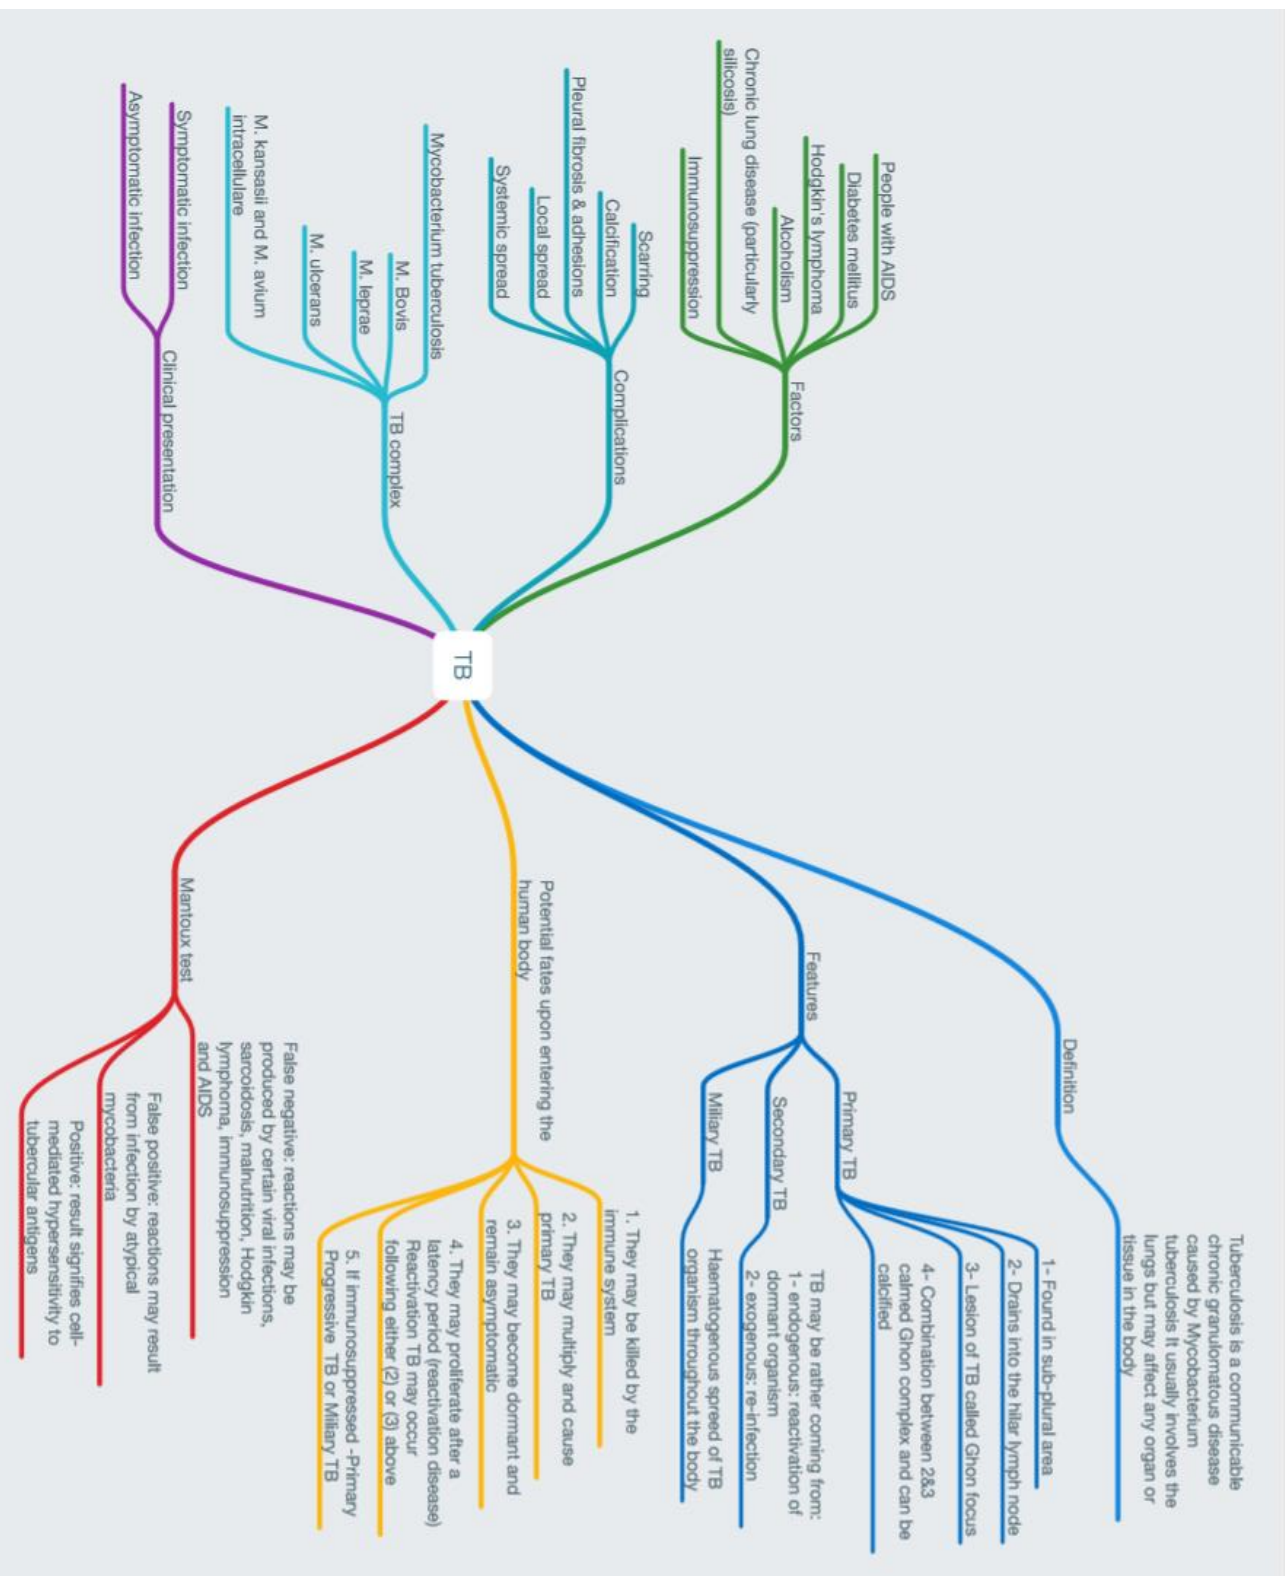 TB
Definition
Tuberculosis is a communicable
chronic granulomatous disease
caused by Mycobacterium
tuberculosis It usually involves the
lungs but may affect any organ or
tissue in the body
Features
Primary TB
1- Found in sub-plural area
2- Drains into the hilar lymph node
3- Lesion of TB called Ghon focus
4- Combination between 2&3
calmed Ghon complex and can be
calcified
Secondary TB
TB may be rather coming from:
1- endogenous: reactivation of
dormant organism
2- exogenous: re-infection
Miliary TB
Haematogenous spreed of TB
organism throughout the body
Potential fates upon entering the
human body
1. They may be killed by the
immune system
2. They may multiply and cause
primary TB
3. They may become dormant and
remain asymptomatic
4. They may proliferate after a
latency period (reactivation disease)
Reactivation TB may occur
following either (2) or (3) above
5. If immunosuppressed -Primary
Progressive TB or Miliary TB
Mantoux test
False negative: reactions may be
produced by certain viral infections,
sarcoidosis, malnutrition, Hodgkin
lymphoma, immunosuppression
and AIDS
False positive: reactions may result
from infection by atypical
mycobacteria
Positive: result signifies cell-
mediated hypersensitivity to
tubercular antigens
Factors
People with AIDS
Diabetes mellitus
Hodgkin's lymphoma
Alcoholism
Chronic lung disease (particularly
silicosis)
Immunosuppression
Complications
Scarring
Calcification
Pleural fibrosis & adhesions
Local spread
Systemic spread
TB complex
Mycobacterium tuberculosis
M. Bovis
M. leprae
M. ulcerans
M. kansasii and M. avium
intracellulare
Clinical presentation
Symptomatic infection
Asymptomatic infection